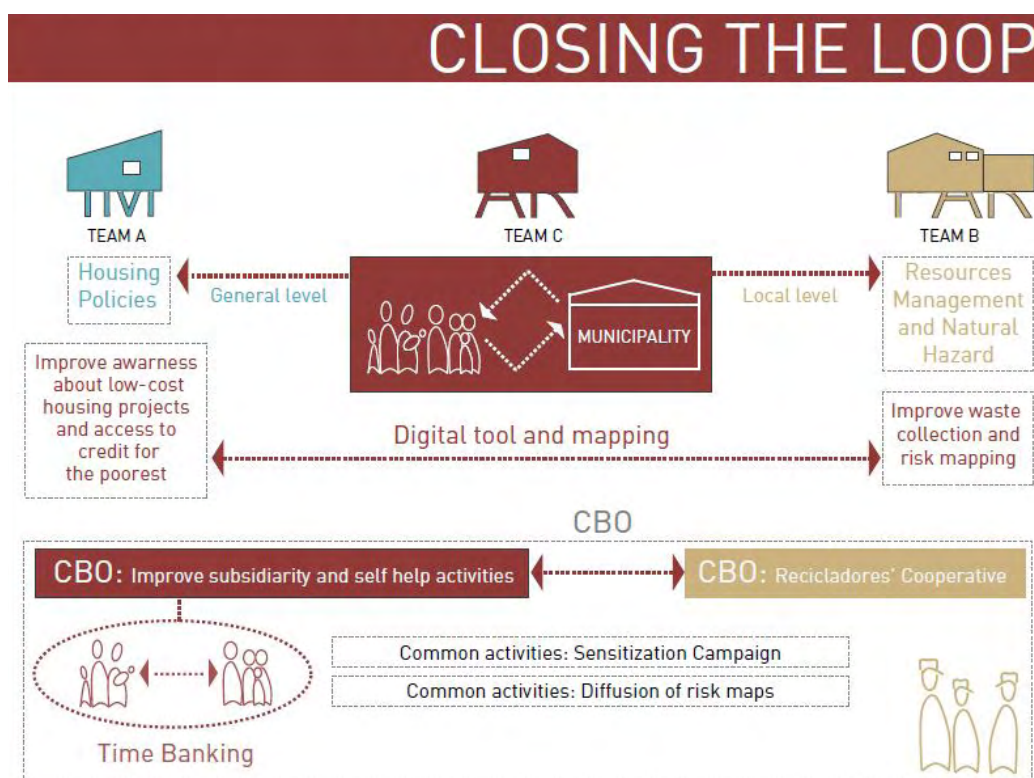 CLOSING THE LOOP
TEAM A
TEAM C
TEAM B
Housing
Policies
General level
MUNICIPALITY
Local level
Resources
Management
and Natural
Hazard
Improve awarness
about low-cost
housing projects
and access to
credit for
the poorest
Digital tool and mapping
Improve waste
collection and
risk mapping
CBO
CBO: Improve subsidiarity and self help activities
CBO: Recicladores' Cooperative
Common activities: Sensitization Campaign
Common activities: Diffusion of risk maps
Time Banking